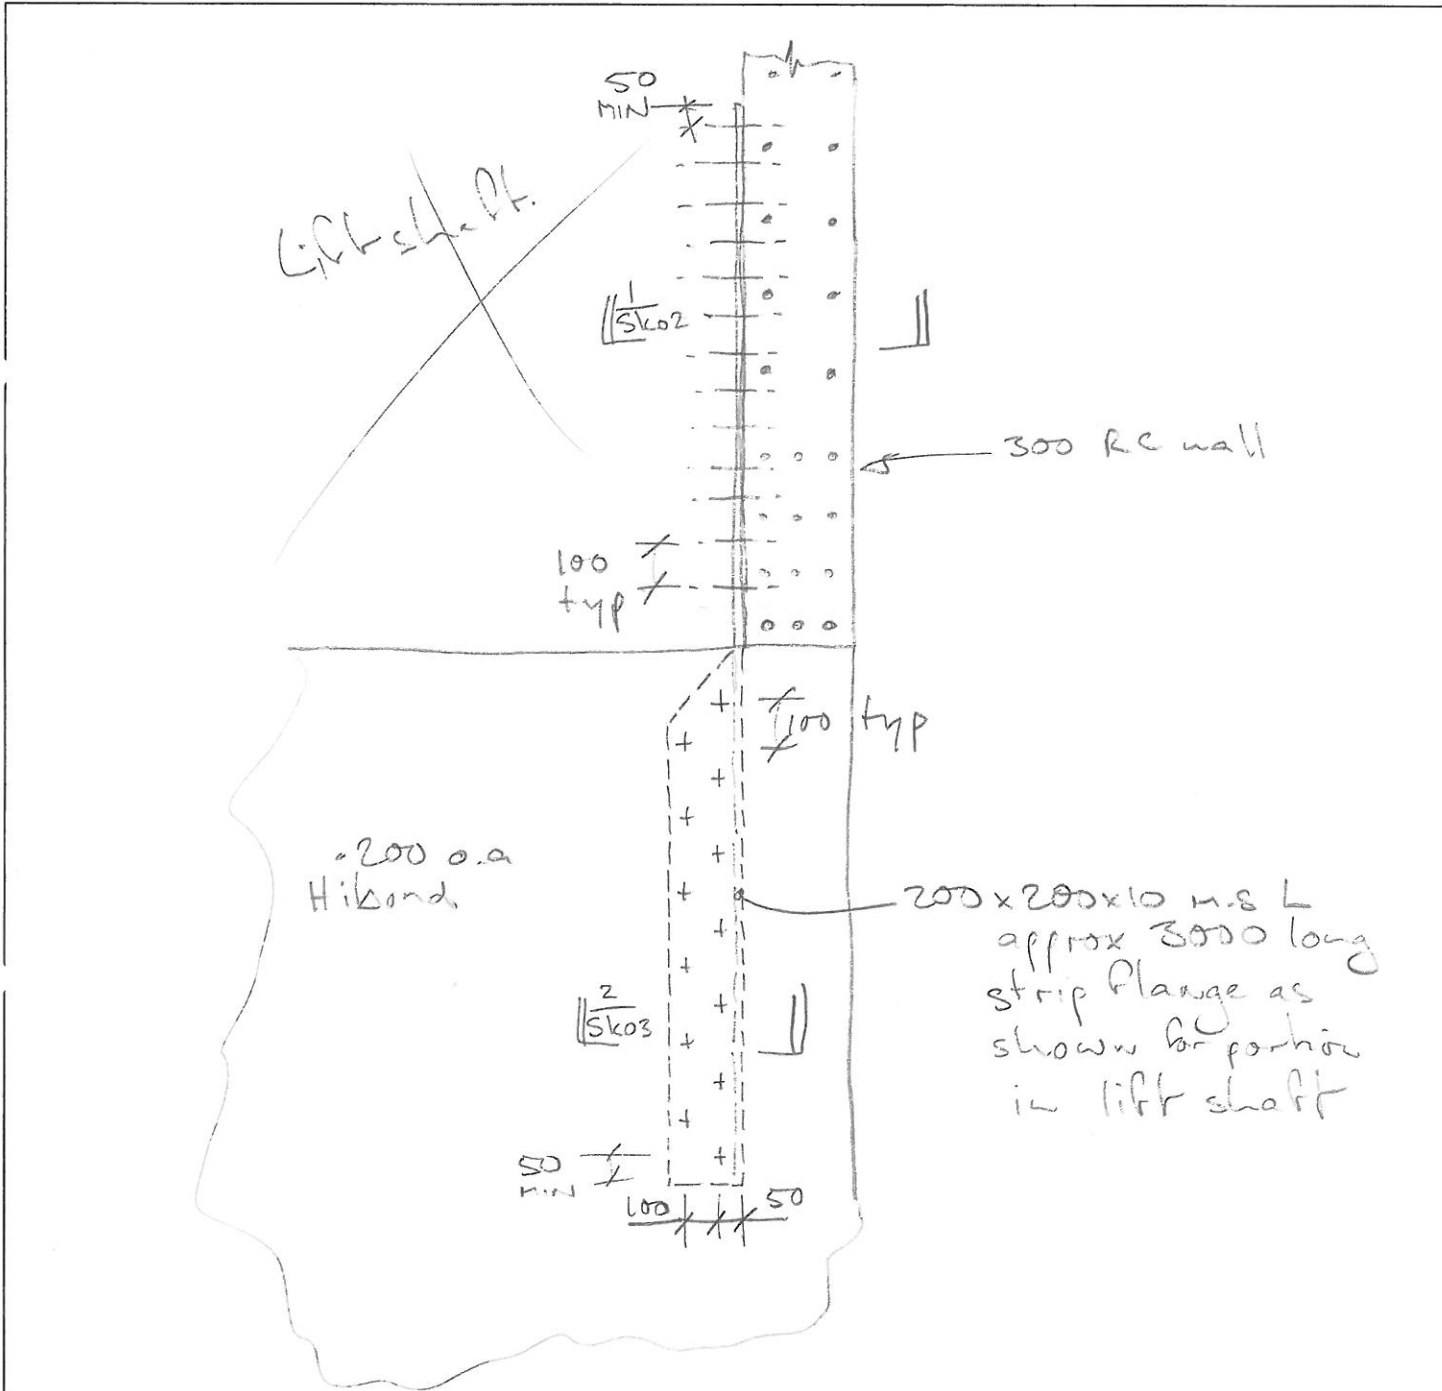 50
MIN
Lift shaft.
1
SK02
300 RC wall
100
typ
100 typ
200 o.a
Hibond
200x200x10 M.S L
approx 3000 long
strip flange as
shown for portion
in lift shaft
2
SK03
50
MIN
100
50